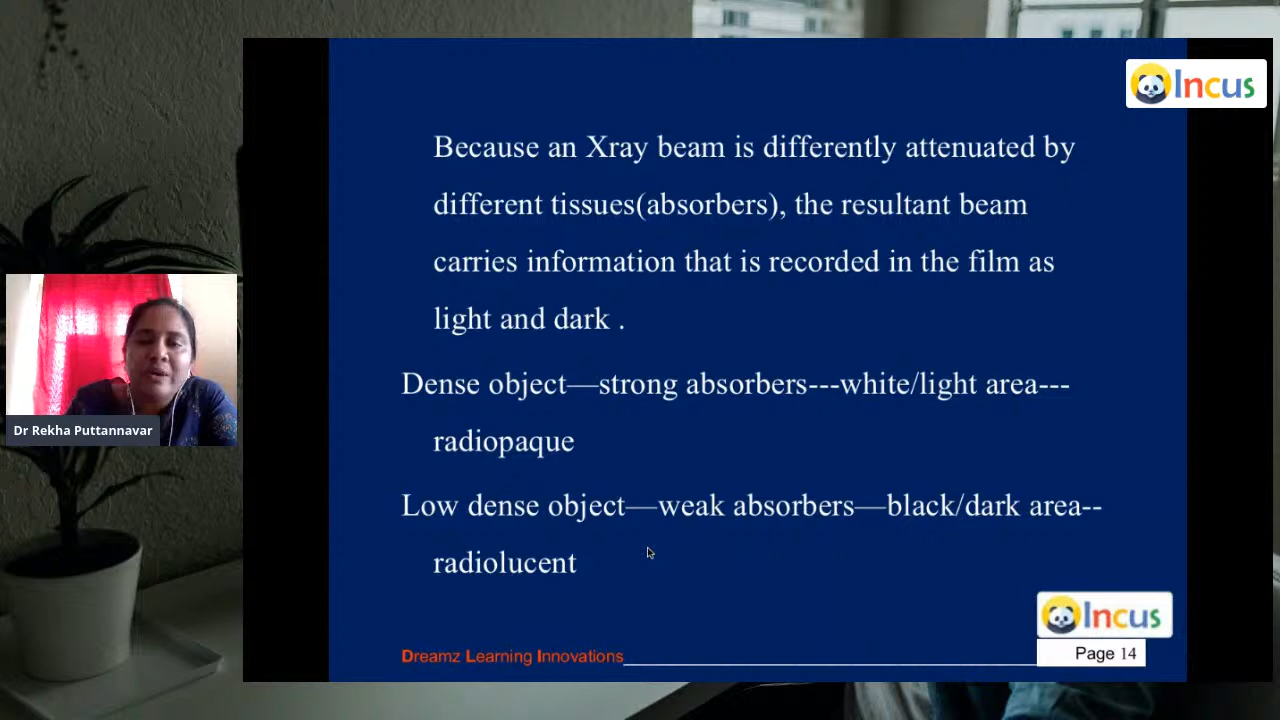 Incus
Because an Xray beam is differently attenuated by
different tissues(absorbers), the resultant beam
carries information that is recorded in the film as
light and dark .
Dense object—strong absorbers---white/light area---
radiopaque
Low dense object—weak absorbers—black/dark area--
radiolucent
Dr Rekha Puttannavar
Incus
Dreamz Learning Innovations
Page 14